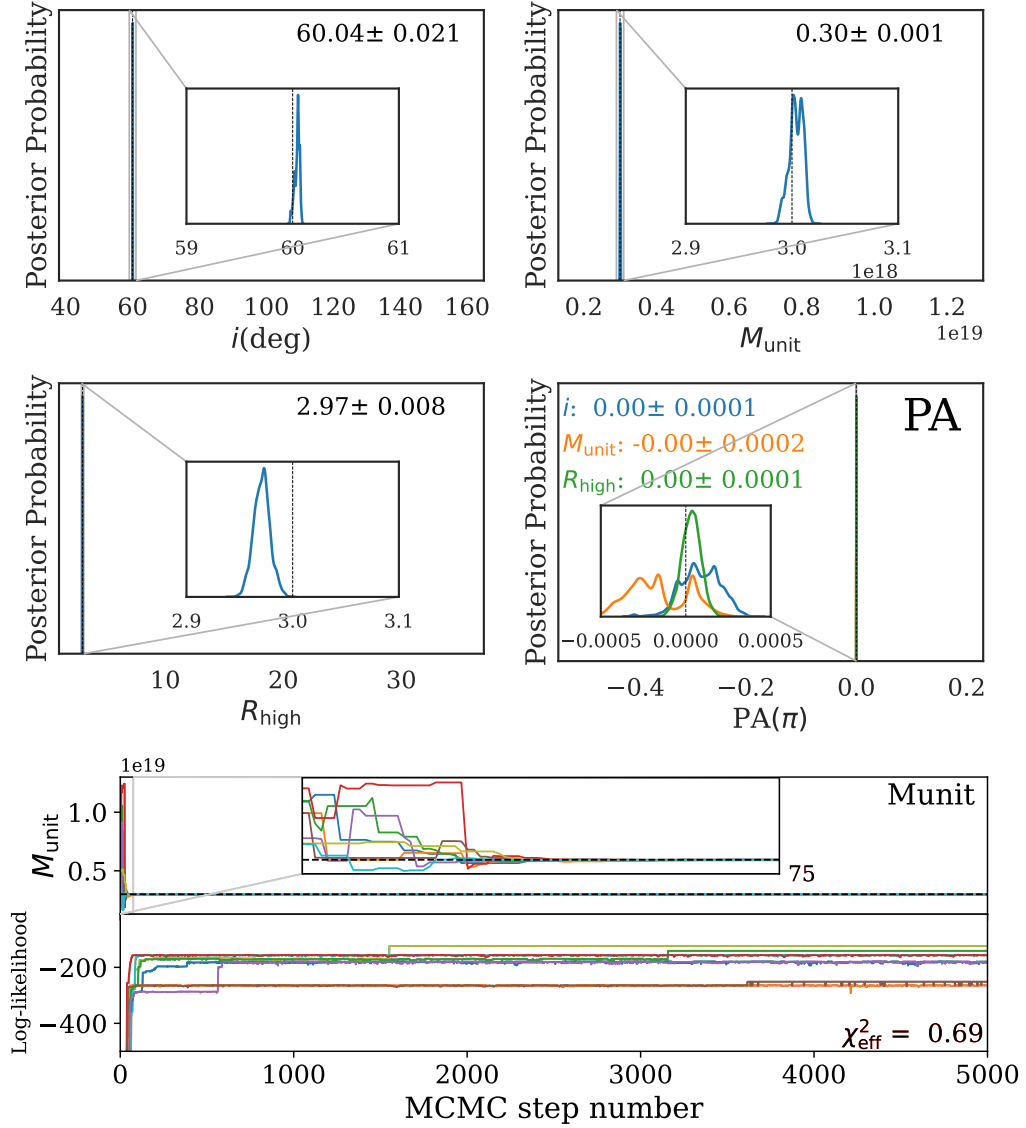 Posterior Probability
60.04± 0.021
59 60 61
40 60 80 100 120 140 160
i(deg)
Posterior Probability
0.30± 0.001
2.9 3.0 3.1
1e18
0.2 0.4 0.6 0.8 1.0 1.2
1e19
M_unit
Posterior Probability
2.97± 0.008
2.9 3.0 3.1
10 20 30
R_high
Posterior Probability
PA
i: 0.00± 0.0001
M_unit: -0.00± 0.0002
R_high: 0.00± 0.0001
−0.0005 0.0000 0.0005
−0.4 −0.2 0.0 0.2
PA(π)
1e19
Munit
1.0
0.5
M_unit
75
Log-likelihood
−200
−400
χ²_eff = 0.69
0 1000 2000 3000 4000 5000
MCMC step number